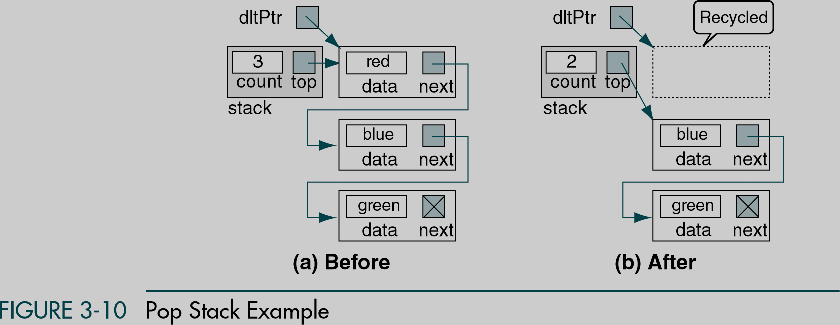 dltPtr
3
count top
stack
red
data next
blue
data next
green
data next
(a) Before
dltPtr
Recycled
2
count top
stack
blue
data next
green
data next
(b) After
FIGURE 3-10 Pop Stack Example